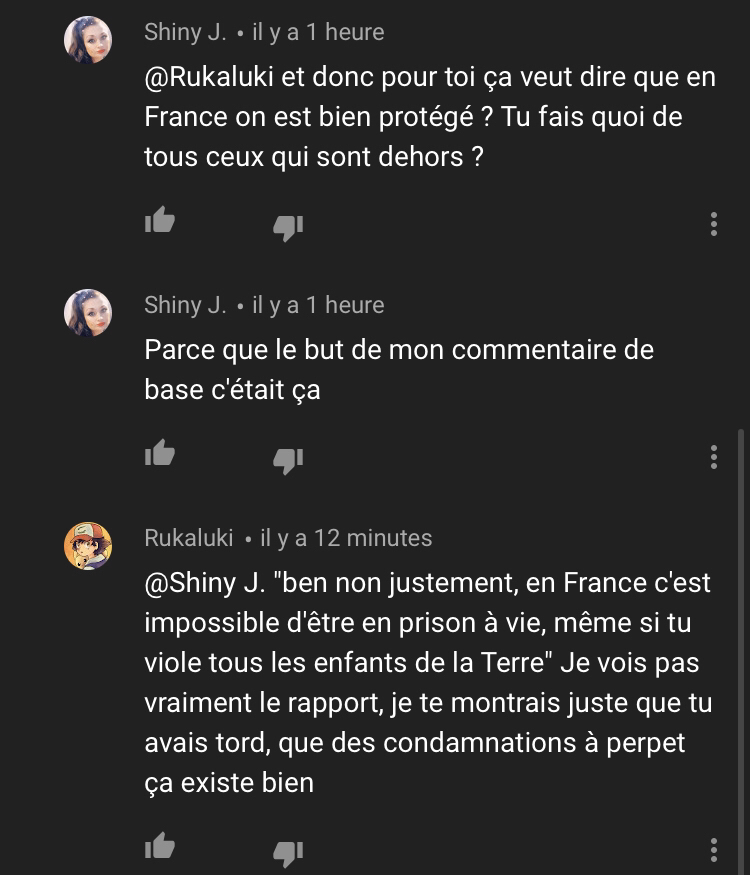 Shiny J. • il y a 1 heure
@Rukaluki et donc pour toi ça veut dire que en
France on est bien protégé ? Tu fais quoi de
tous ceux qui sont dehors ?
Shiny J. • il y a 1 heure
Parce que le but de mon commentaire de
base c'était ça
Rukaluki • il y a 12 minutes
@Shiny J. "ben non justement, en France c'est
impossible d'être en prison à vie, même si tu
viole tous les enfants de la Terre" Je vois pas
vraiment le rapport, je te montrais juste que tu
avais tord, que des condamnations à perpet
ça existe bien